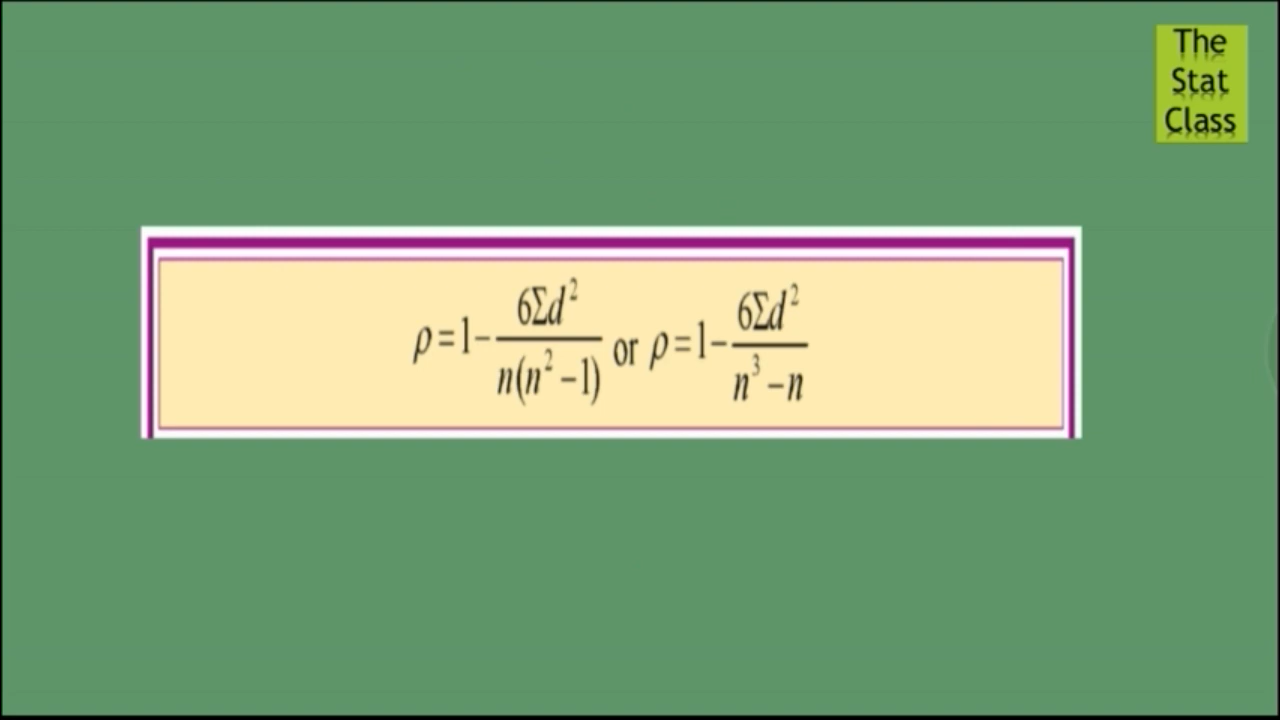 The
Stat
Class
ρ = 1 − 6Σd² / n(n² − 1) or ρ = 1 − 6Σd² / n³ − n